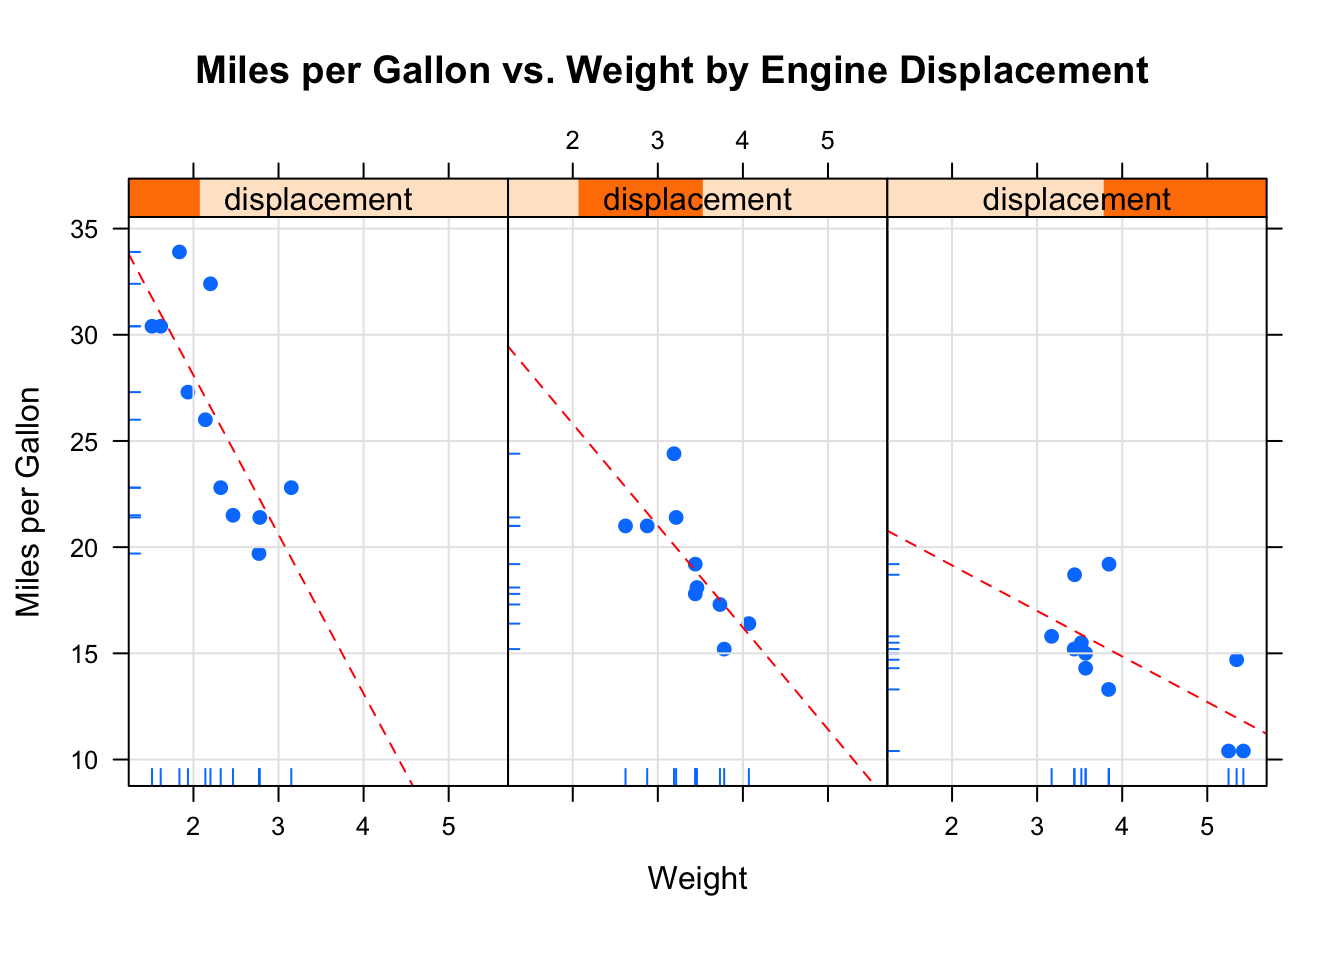 Miles per Gallon vs. Weight by Engine Displacement
2 3 4 5
displacement displacement displacement
35
30
25
20
15
10
Miles per Gallon
2 3 4 5 2 3 4 5
Weight